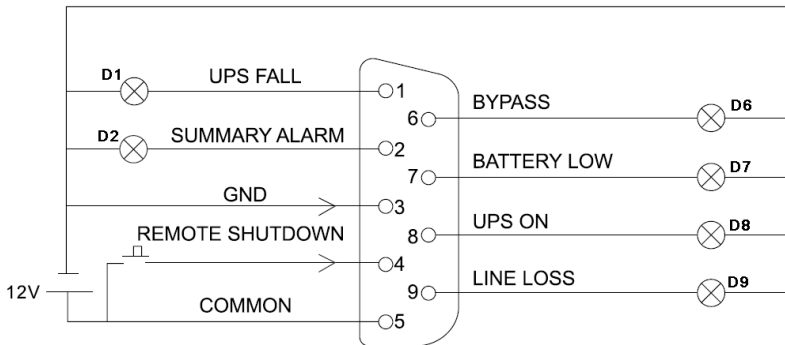 D1 UPS FALL 1
6 BYPASS D6
D2 SUMMARY ALARM 2
7 BATTERY LOW D7
GND 3
8 UPS ON D8
REMOTE SHUTDOWN 4
9 LINE LOSS D9
12V
COMMON 5